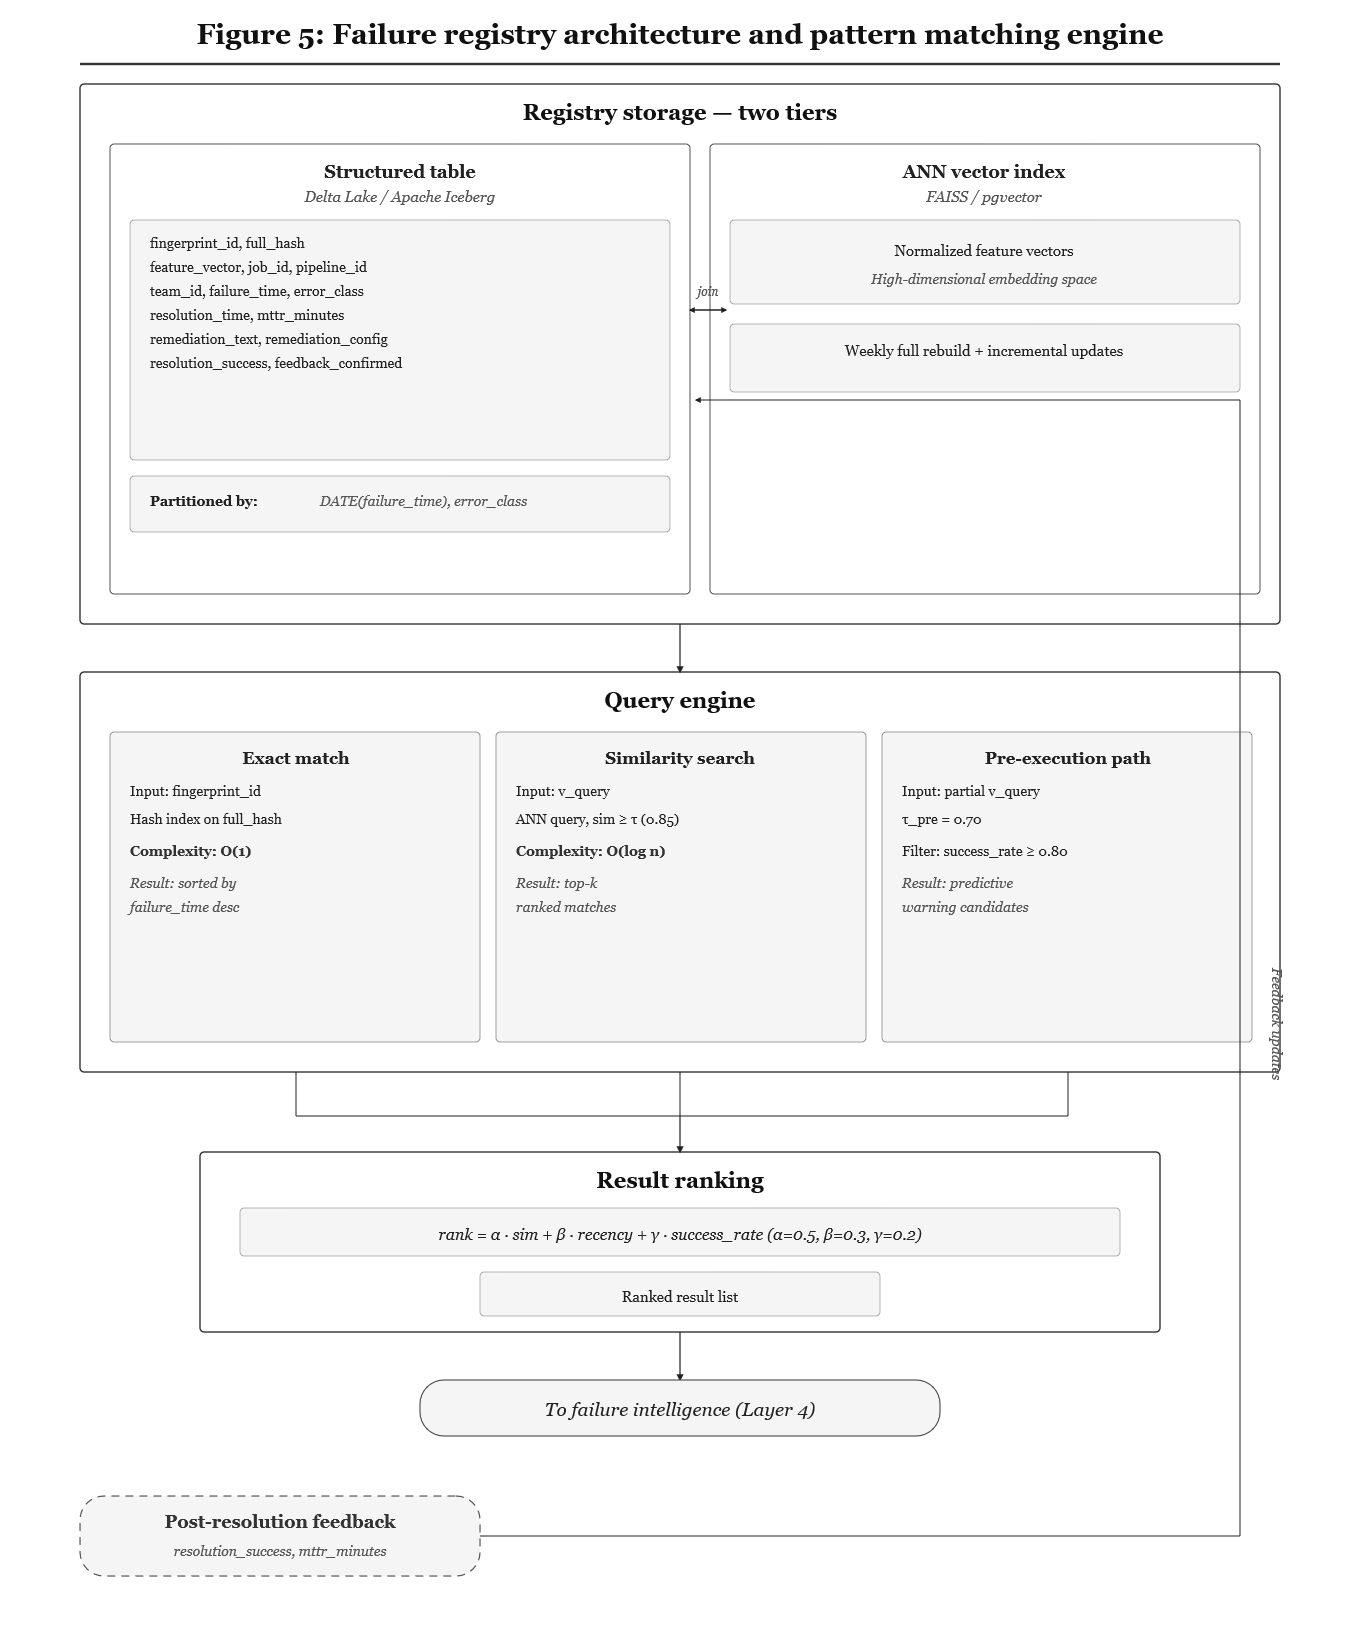 Figure 5: Failure registry architecture and pattern matching engine
Registry storage — two tiers
Structured table
Delta Lake / Apache Iceberg
fingerprint_id, full_hash
feature_vector, job_id, pipeline_id
team_id, failure_time, error_class
resolution_time, mttr_minutes
remediation_text, remediation_config
resolution_success, feedback_confirmed
Partitioned by: DATE(failure_time), error_class
join
ANN vector index
FAISS / pgvector
Normalized feature vectors
High-dimensional embedding space
Weekly full rebuild + incremental updates
Query engine
Exact match
Input: fingerprint_id
Hash index on full_hash
Complexity: O(1)
Result: sorted by
failure_time desc
Similarity search
Input: v_query
ANN query, sim ≥ τ (0.85)
Complexity: O(log n)
Result: top-k
ranked matches
Pre-execution path
Input: partial v_query
τ_pre = 0.70
Filter: success_rate ≥ 0.80
Result: predictive
warning candidates
Feedback updates
Result ranking
rank = α · sim + β · recency + γ · success_rate (α=0.5, β=0.3, γ=0.2)
Ranked result list
To failure intelligence (Layer 4)
Post-resolution feedback
resolution_success, mttr_minutes